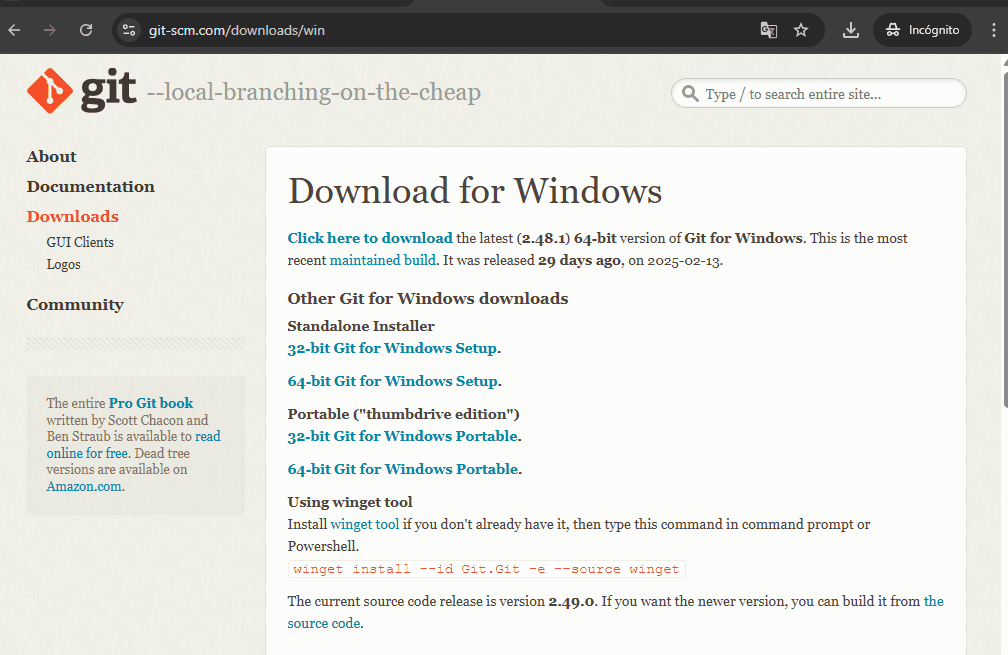 git-scm.com/downloads/win
Incógnito
git --local-branching-on-the-cheap
Type / to search entire site...
About
Documentation
Downloads
GUI Clients
Logos
Community
The entire Pro Git book
written by Scott Chacon and
Ben Straub is available to read
online for free. Dead tree
versions are available on
Amazon.com.
Download for Windows
Click here to download the latest (2.48.1) 64-bit version of Git for Windows. This is the most
recent maintained build. It was released 29 days ago, on 2025-02-13.
Other Git for Windows downloads
Standalone Installer
32-bit Git for Windows Setup.
64-bit Git for Windows Setup.
Portable ("thumbdrive edition")
32-bit Git for Windows Portable.
64-bit Git for Windows Portable.
Using winget tool
Install winget tool if you don't already have it, then type this command in command prompt or
Powershell.
winget install --id Git.Git -e --source winget
The current source code release is version 2.49.0. If you want the newer version, you can build it from the
source code.